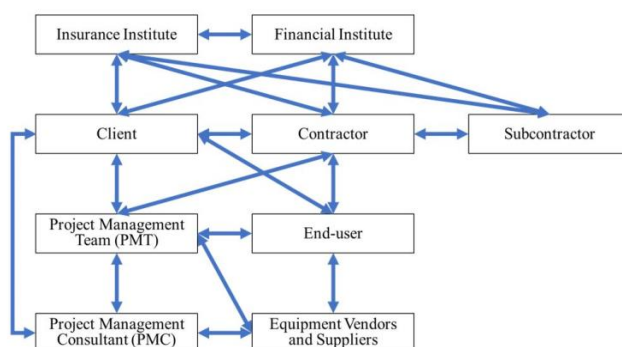 Insurance Institute
Financial Institute
Client
Contractor
Subcontractor
Project Management
Team (PMT)
End-user
Project Management
Consultant (PMC)
Equipment Vendors
and Suppliers